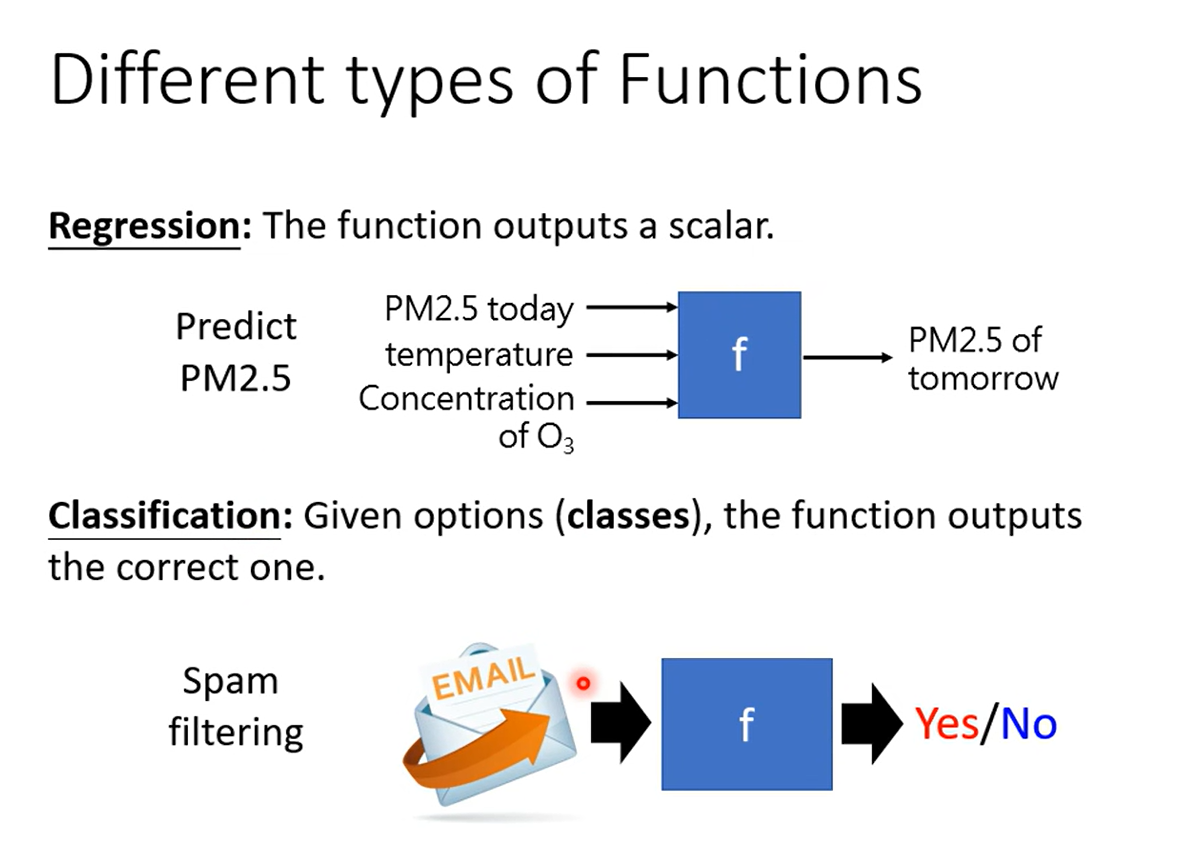 Different types of Functions
Regression: The function outputs a scalar.
Predict
PM2.5
PM2.5 today
temperature
Concentration
of O₃
f
PM2.5 of
tomorrow
Classification: Given options (classes), the function outputs
the correct one.
Spam
filtering
EMAIL
f
Yes/No